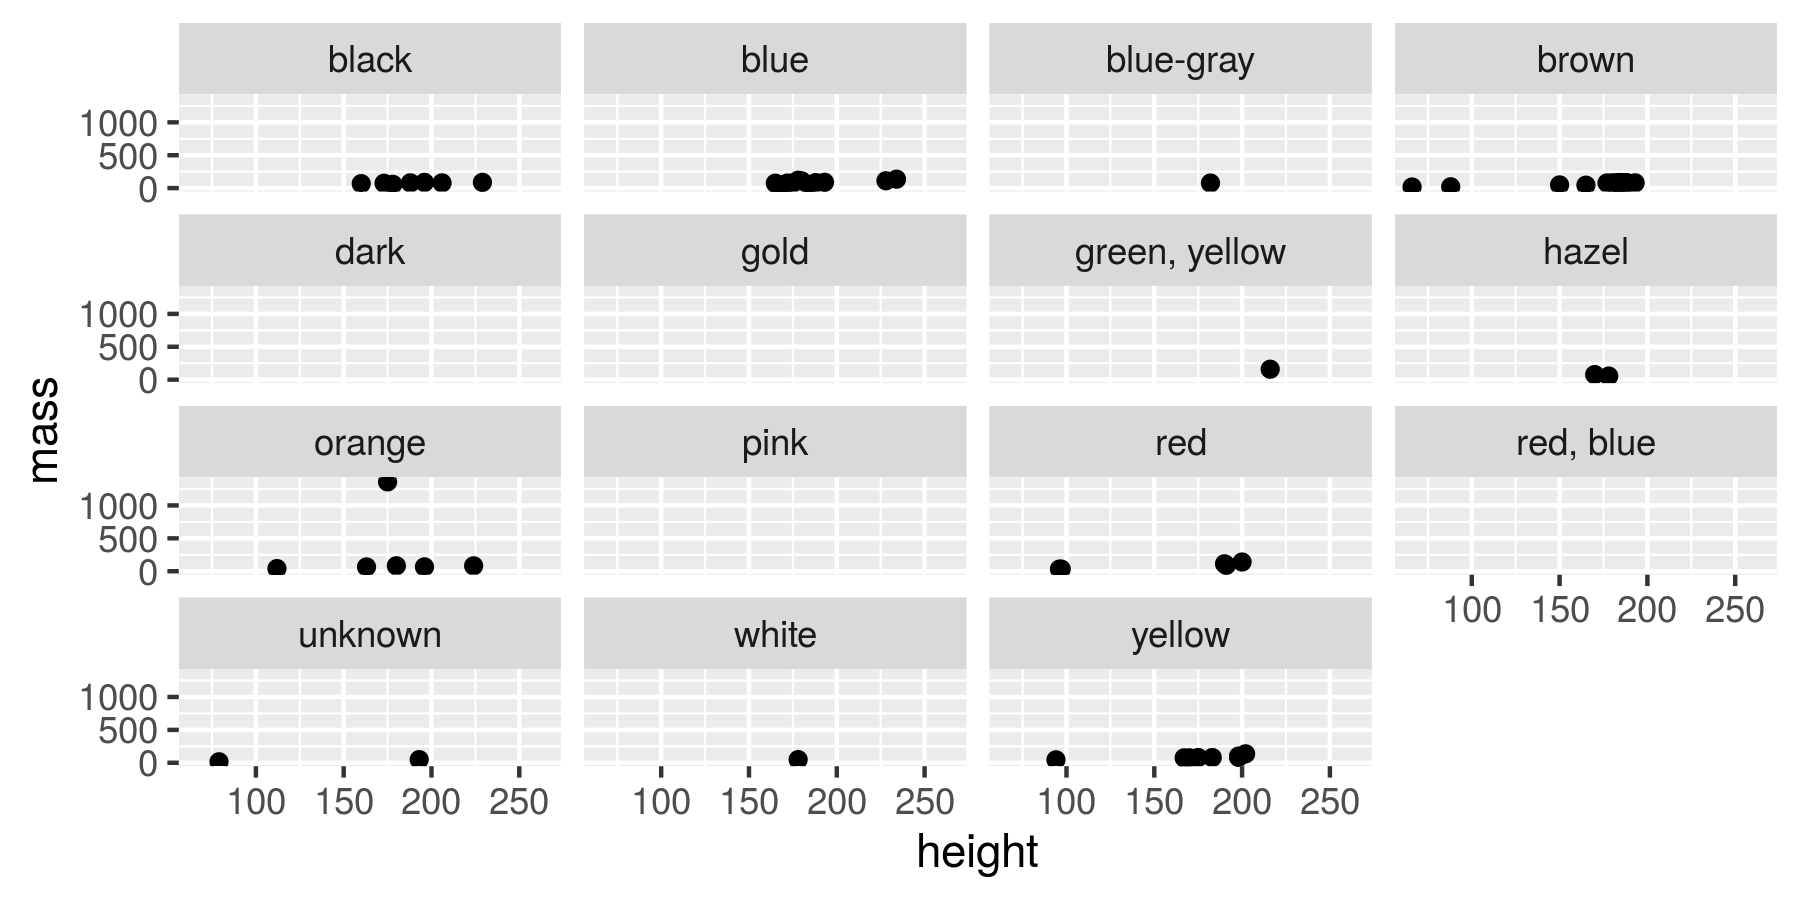 black blue blue-gray brown
1000
500
0
dark gold green, yellow hazel
1000
500
0
mass
orange pink red red, blue
1000
500
0
100 150 200 250
unknown white yellow
1000
500
0
100 150 200 250 100 150 200 250 100 150 200 250
height